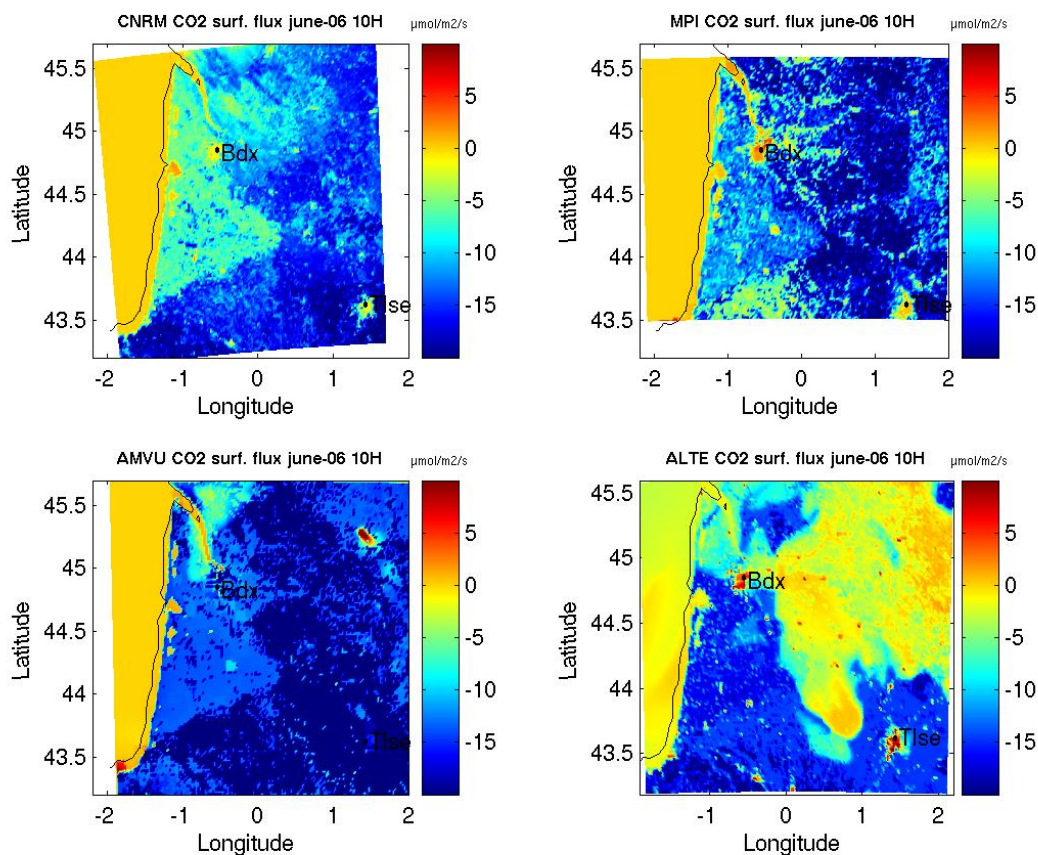 CNRM CO2 surf. flux june-06 10H
µmol/m2/s
45.5
45
44.5
44
43.5
5
0
-5
-10
-15
Bdx
Tlse
-2
-1
0
1
2
Latitude
Longitude
MPI CO2 surf. flux june-06 10H
µmol/m2/s
45.5
45
44.5
44
43.5
5
0
-5
-10
-15
Bdx
Tlse
-2
-1
0
1
2
Latitude
Longitude
AMVU CO2 surf. flux june-06 10H
µmol/m2/s
45.5
45
44.5
44
43.5
5
0
-5
-10
-15
Bdx
Tlse
-2
-1
0
1
2
Latitude
Longitude
ALTE CO2 surf. flux june-06 10H
µmol/m2/s
45.5
45
44.5
44
43.5
5
0
-5
-10
-15
Bdx
Tlse
-1
0
1
2
Latitude
Longitude